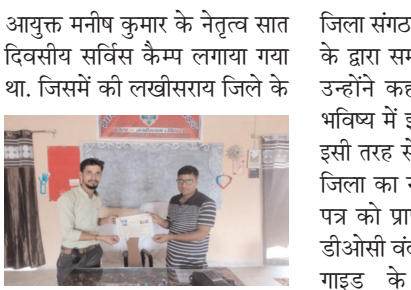 आयुक्त मनीष कुमार के नेतृत्व सात
दिवसीय सर्विस कैम्प लगाया गया
था. जिसमें की लखीसराय जिले के
जिला संगठ
के द्वारा सम
उन्होंने कह
भविष्य में इ
इसी तरह से
जिला का
पत्र को प्रा
डीओसी वं
गाइड के